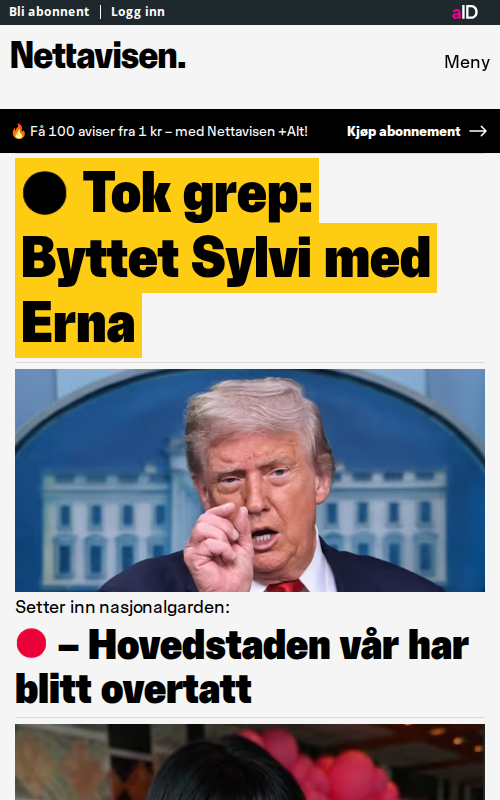 Bli abonnent | Logg inn
aID
Nettavisen.
Meny
🔥 Få 100 aviser fra 1 kr – med Nettavisen +Alt!
Kjøp abonnement →
Tok grep:
Byttet Sylvi med
Erna
Setter inn nasjonalgarden:
– Hovedstaden vår har
blitt overtatt